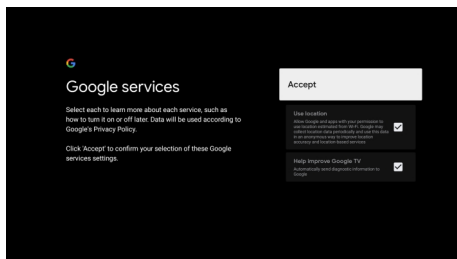 Google services
Select each to learn more about each service, such as
how to turn it on or off later. Data will be used according to
Google's Privacy Policy.
Click 'Accept' to confirm your selection of these Google
services settings.
Accept
Use location
Allow Google and apps with your permission to
use location estimated from Wi-Fi. Google may
collect location data periodically and use this data
in an anonymous way to improve location
accuracy and location-based services
Help improve Google TV
Automatically send diagnostic information to
Google